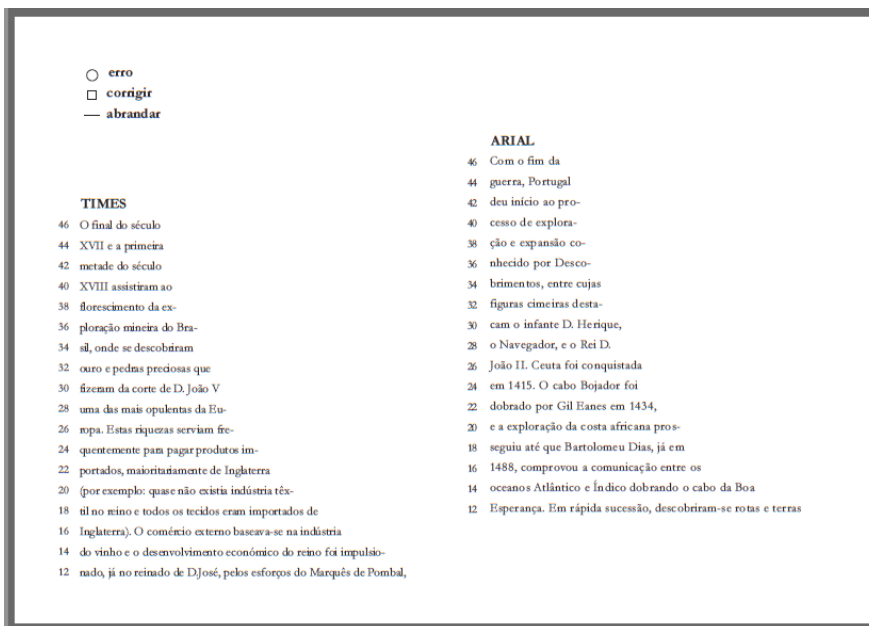 erro
corrigir
abrandar
TIMES
46 O final do século
44 XVII e a primeira
42 metade do século
40 XVIII assistiram ao
38 florescimento da ex-
36 ploração mineira do Bra-
34 sil, onde se descobriram
32 ouro e pedras preciosas que
30 fizeram da corte de D. João V
28 uma das mais opulentas da Eu-
26 ropa. Estas riquezas serviam fre-
24 quentemente para pagar produtos im-
22 portados, maioritariamente de Inglaterra
20 (por exemplo: quase não existia indústria têx-
18 til no reino e todos os tecidos eram importados de
16 Inglaterra). O comércio externo baseava-se na indústria
14 do vinho e o desenvolvimento económico do reino foi impulsio-
12 nado, já no reinado de D.José, pelos esforços do Marquês de Pombal,
ARIAL
46 Com o fim da
44 guerra, Portugal
42 deu início ao pro-
40 cesso de explora-
38 ção e expansão co-
36 nhecido por Desco-
34 brimentos, entre cujas
32 figuras cimeiras desta-
30 cam o infante D. Herique,
28 o Navegador, e o Rei D.
26 João II. Ceuta foi conquistada
24 em 1415. O cabo Bojador foi
22 dobrado por Gil Eanes em 1434,
20 e a exploração da costa africana pros-
18 seguiu até que Bartolomeu Dias, já em
16 1488, comprovou a comunicação entre os
14 oceanos Atlântico e Índico dobrando o cabo da Boa
12 Esperança. Em rápida sucessão, descobriram-se rotas e terras